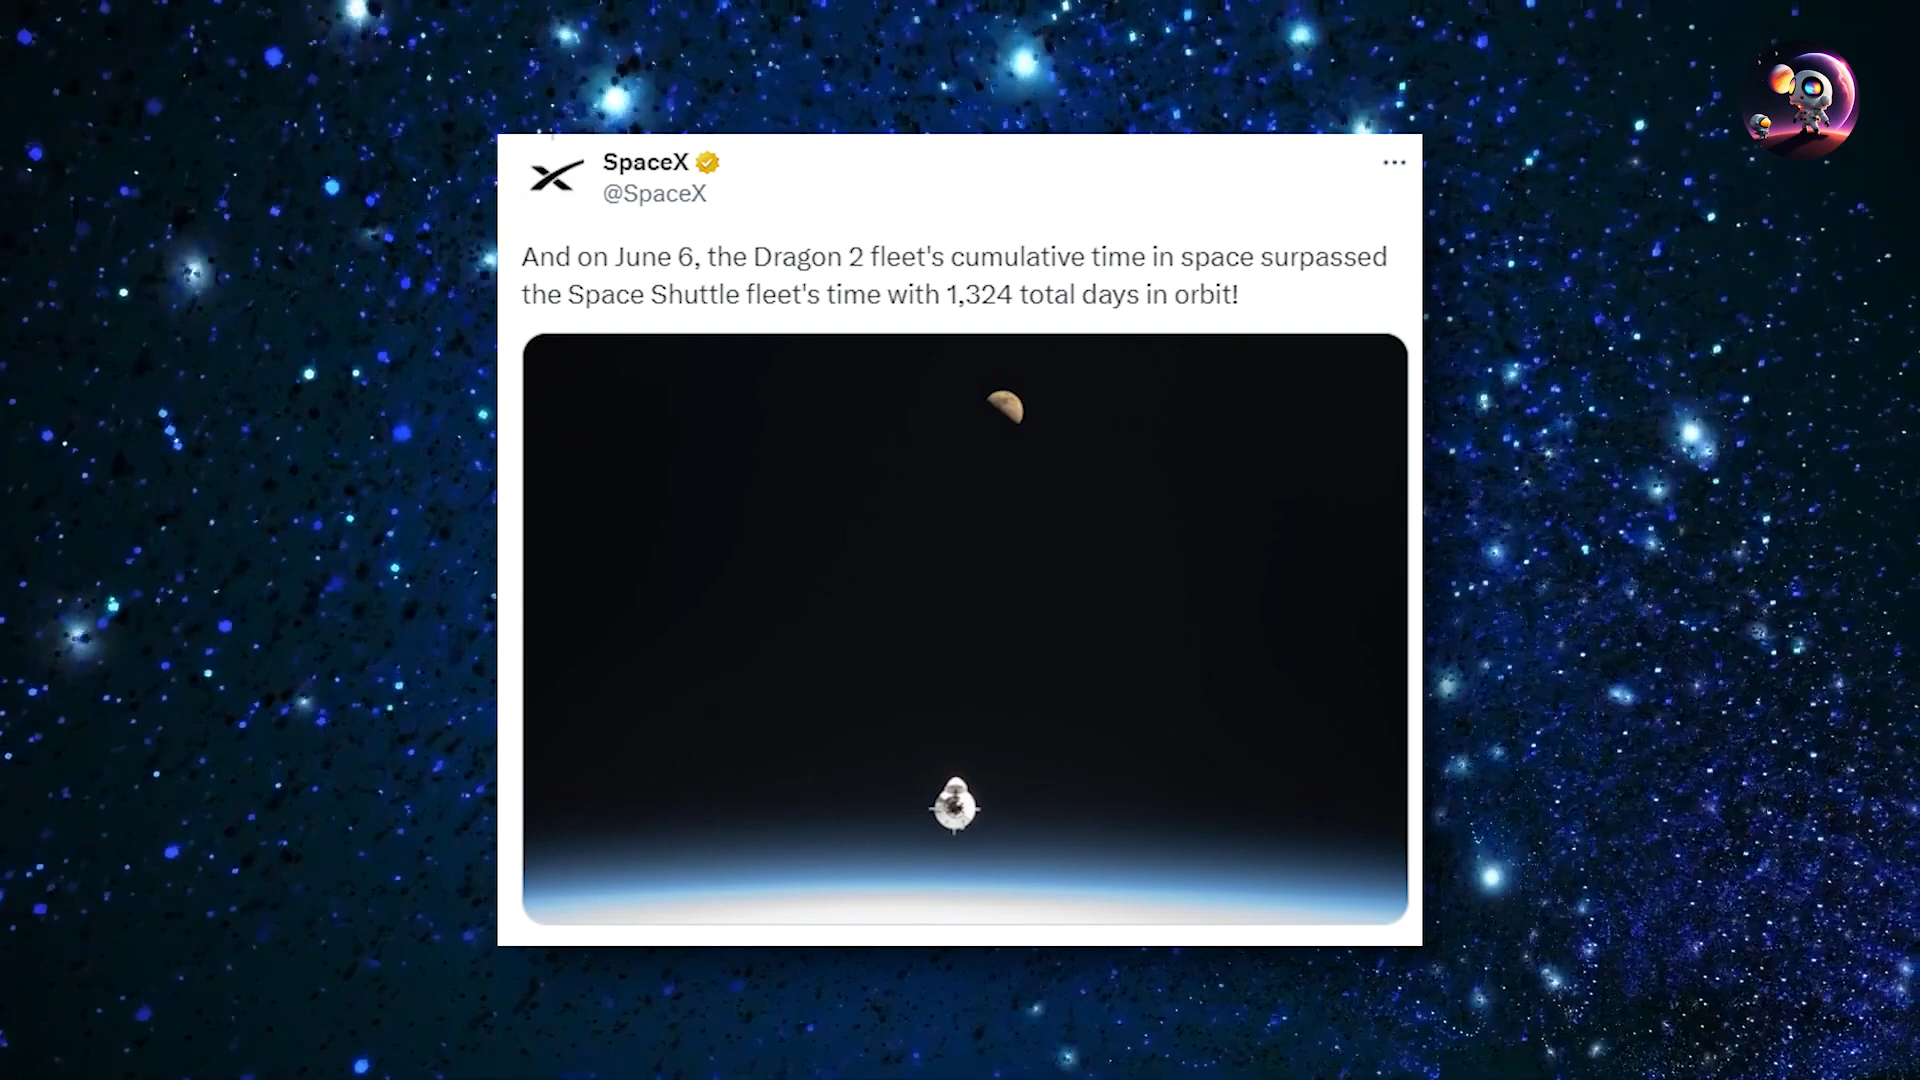 SpaceX
@SpaceX
And on June 6, the Dragon 2 fleet's cumulative time in space surpassed
the Space Shuttle fleet's time with 1,324 total days in orbit!